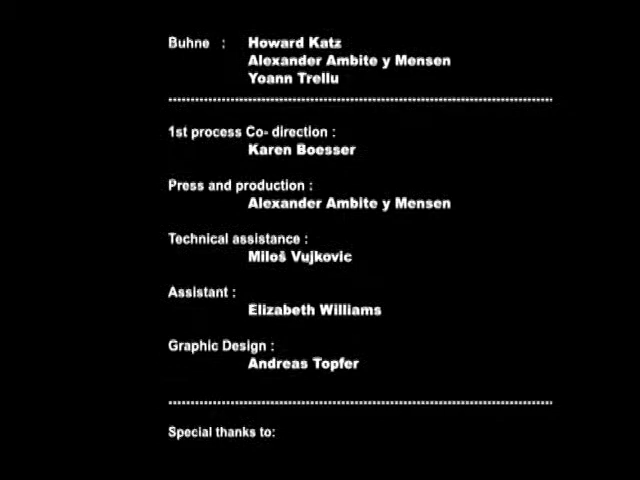 Buhne : Howard Katz
Alexander Ambite y Mensen
Yoann Trellu
1st process Co- direction :
Karen Boesser
Press and production :
Alexander Ambite y Mensen
Technical assistance :
Miloš Vujkovic
Assistant :
Elizabeth Williams
Graphic Design :
Andreas Topfer
Special thanks to: